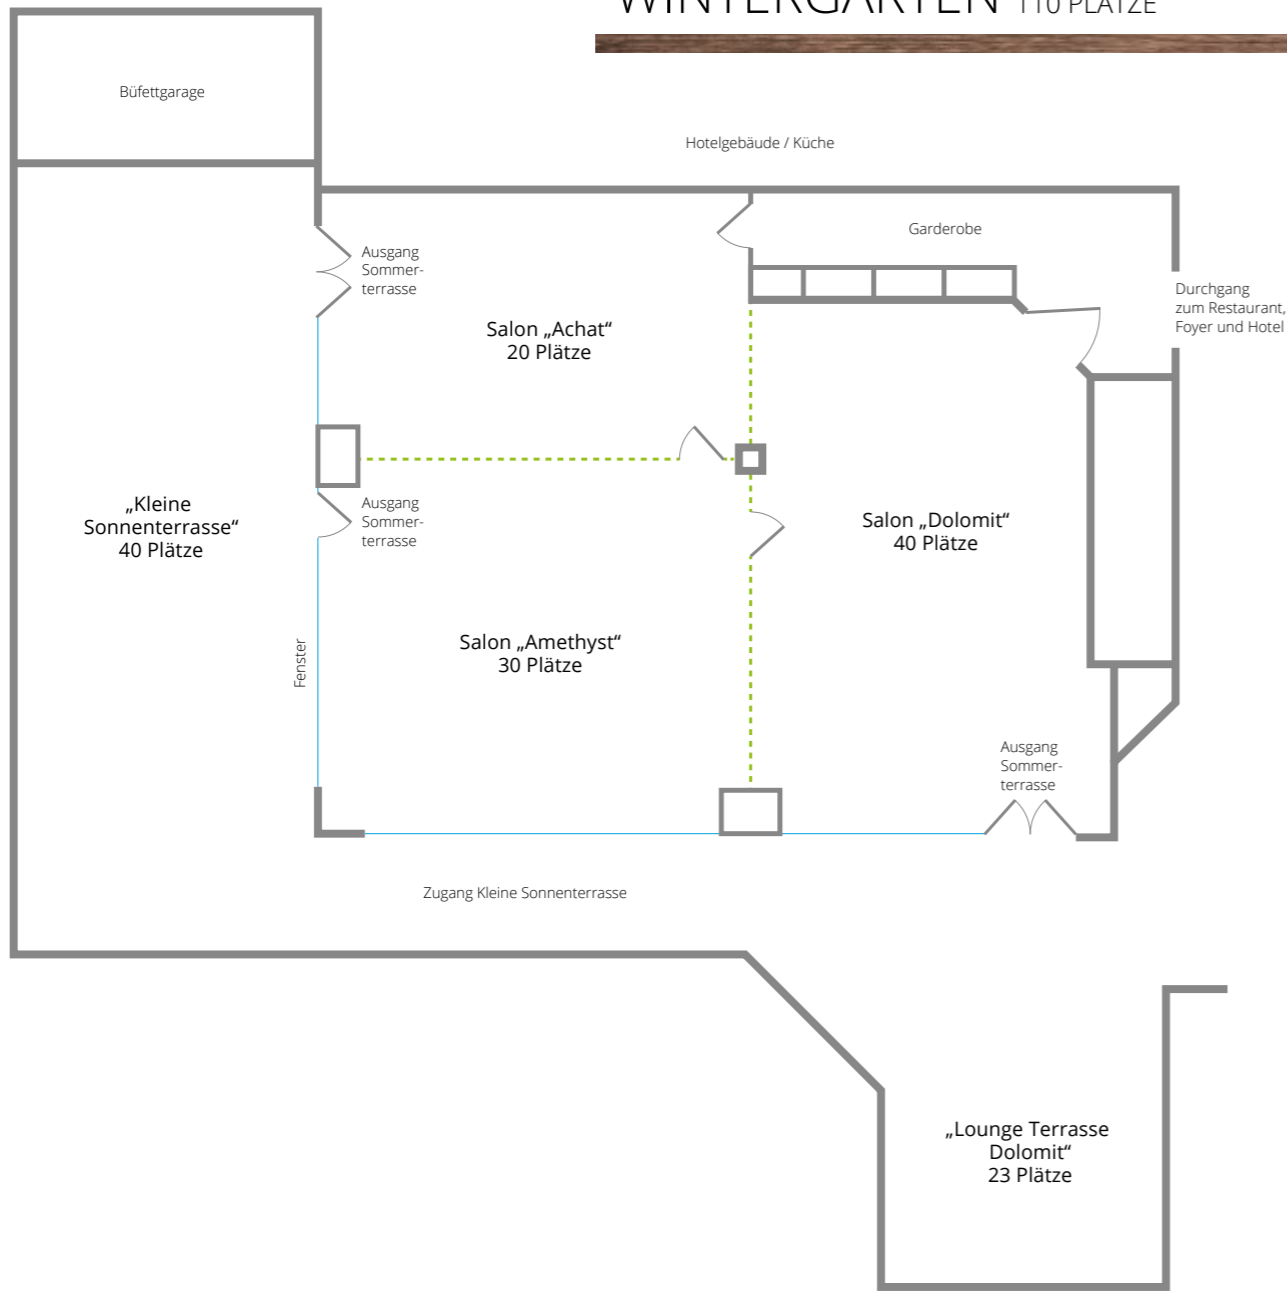 WINTERGARTEN 110 PLÄTZE
Büfettgarage
Hotelgebäude / Küche
Garderobe
Ausgang
Sommer-
terrasse
Durchgang
zum Restaurant,
Foyer und Hotel
Salon „Achat“
20 Plätze
„Kleine
Sonnenterrasse“
40 Plätze
Ausgang
Sommer-
terrasse
Salon „Dolomit“
40 Plätze
Fenster
Salon „Amethyst“
30 Plätze
Ausgang
Sommer-
terrasse
Zugang Kleine Sonnenterrasse
„Lounge Terrasse
Dolomit“
23 Plätze